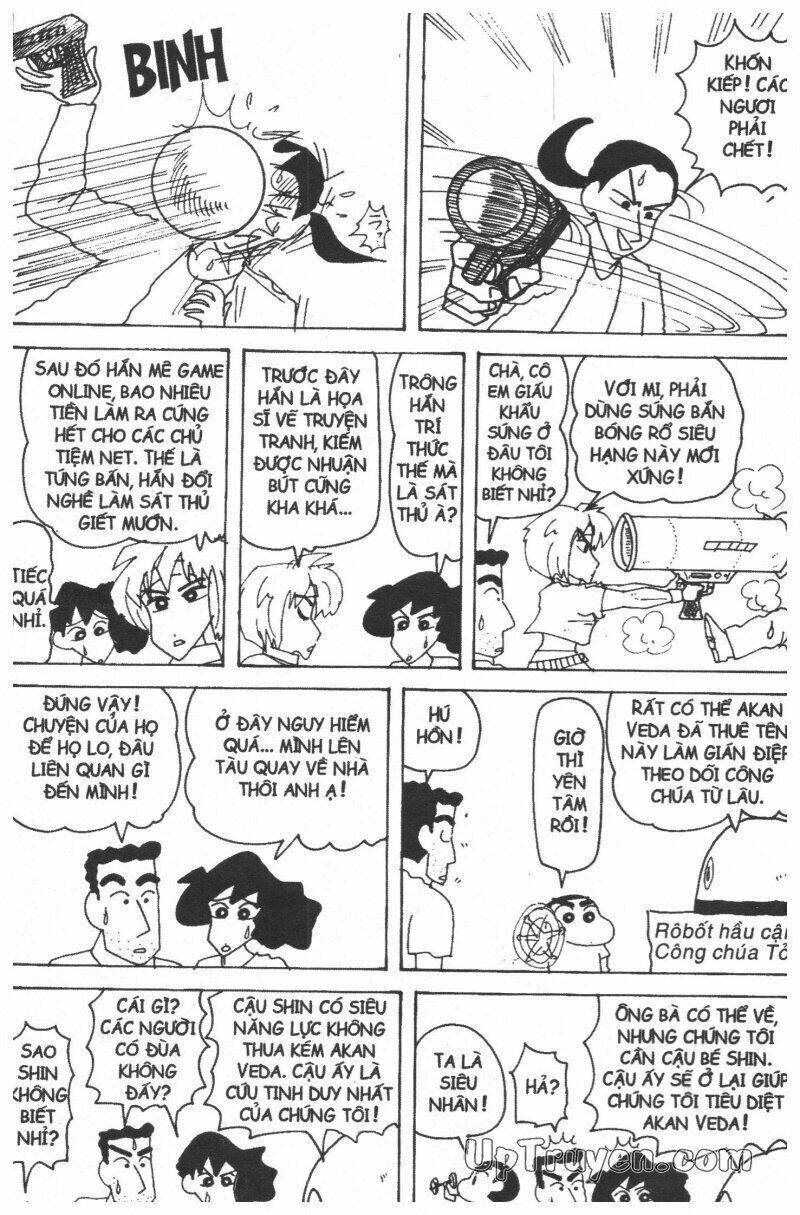 KHỐN
KIẾP! CÁC
NGƯƠI
PHẢI
CHẾT!
BINH
VỚI MI, PHẢI
DÙNG SÚNG BẮN
BÓNG RỔ SIÊU
HẠNG NÀY MỚI
XỨNG!
CHÀ, CÔ
EM GIẤU
KHẨU
SÚNG Ở
ĐÂU TÔI
KHÔNG
BIẾT NHỈ?
TRÔNG
HẮN
TRÍ
THỨC
THẾ MÀ
LÀ SÁT
THỦ À?
TRƯỚC ĐÂY
HẮN LÀ HỌA
SĨ VẼ TRUYỆN
TRANH, KIẾM
ĐƯỢC NHUẬN
BÚT CŨNG
KHA KHÁ...
SAU ĐÓ HẮN MÊ GAME
ONLINE, BAO NHIÊU
TIỀN LÀM RA CÚNG
HẾT CHO CÁC CHỦ
TIỆM NET. THẾ LÀ
TÚNG BẤN, HẮN ĐỔI
NGHỀ LÀM SÁT THỦ
GIẾT MƯỚN.
TIẾC
QUÁ
NHỈ.
RẤT CÓ THỂ AKAN
VEDA ĐÃ THUÊ TÊN
NÀY LÀM GIÁN ĐIỆP
THEO DÕI CÔNG
CHÚA TỪ LÂU.
Rôbốt hầu cận
Công chúa Tở
GIỜ
THÌ
YÊN
TÂM
RỒI!
HÚ
HỒN!
Ở ĐÂY NGUY HIỂM
QUÁ... MÌNH LÊN
TÀU QUAY VỀ NHÀ
THÔI ANH Ạ!
ĐÚNG VẬY!
CHUYỆN CỦA HỌ
ĐỂ HỌ LO, ĐÂU
LIÊN QUAN GÌ
ĐẾN MÌNH!
ÔNG BÀ CÓ THỂ VỀ,
NHƯNG CHÚNG TÔI
CẦN CẬU BÉ SHIN.
CẬU ẤY SẼ Ở LẠI GIÚP
CHÚNG TÔI TIÊU DIỆT
AKAN VEDA!
HẢ?
TA LÀ
SIÊU
NHÂN!
CẬU SHIN CÓ SIÊU
NĂNG LỰC KHÔNG
THUA KÉM AKAN
VEDA. CẬU ẤY LÀ
CỨU TINH DUY NHẤT
CỦA CHÚNG TÔI!
CÁI GÌ?
CÁC NGƯỜI
CÓ ĐÙA
KHÔNG
ĐẤY?
SAO
SHIN
KHÔNG
BIẾT
NHỈ?
UpTruyen.com